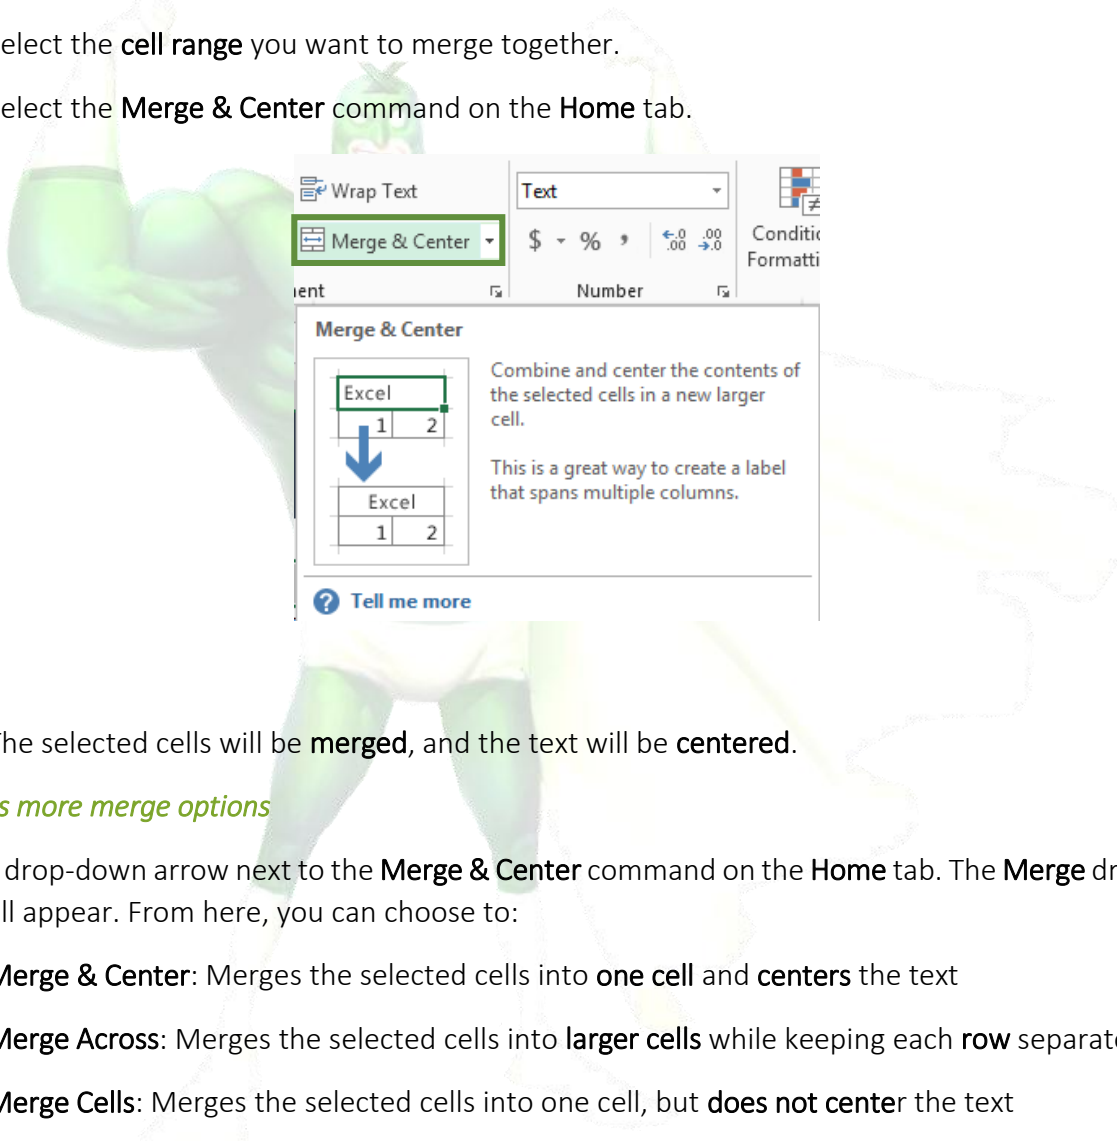 elect the cell range you want to merge together.
elect the Merge & Center command on the Home tab.
Wrap Text
Text
Merge & Center
$ % , .0 .00 .00 .0
Conditio
Formatti
ent
Number
Merge & Center
Combine and center the contents of
the selected cells in a new larger
cell.
This is a great way to create a label
that spans multiple columns.
Excel
1 2
Excel
1 2
Tell me more
The selected cells will be merged, and the text will be centered.
s more merge options
drop-down arrow next to the Merge & Center command on the Home tab. The Merge dr
ll appear. From here, you can choose to:
Merge & Center: Merges the selected cells into one cell and centers the text
Merge Across: Merges the selected cells into larger cells while keeping each row separate
Merge Cells: Merges the selected cells into one cell, but does not center the text